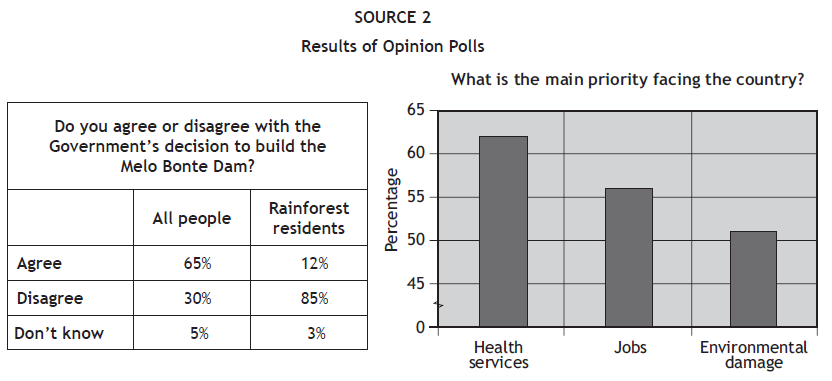 SOURCE 2
Results of Opinion Polls
Do you agree or disagree with the
Government’s decision to build the
Melo Bonte Dam?
All people
Rainforest
residents
Agree 65% 12%
Disagree 30% 85%
Don’t know 5% 3%
What is the main priority facing the country?
Percentage
65
60
55
50
45
0
Health
services
Jobs
Environmental
damage